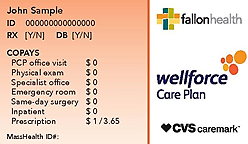 John Sample
ID 00000000000000
RX [Y/N] DB [Y/N]
COPAYS
PCP office visit $ 0
Physical exam $ 0
Specialist office $ 0
Emergency room $ 0
Same-day surgery $ 0
Inpatient $ 0
Prescription $ 1 / 3.65
MassHealth ID#:
fallonhealth
wellforce
Care Plan
CVS caremark